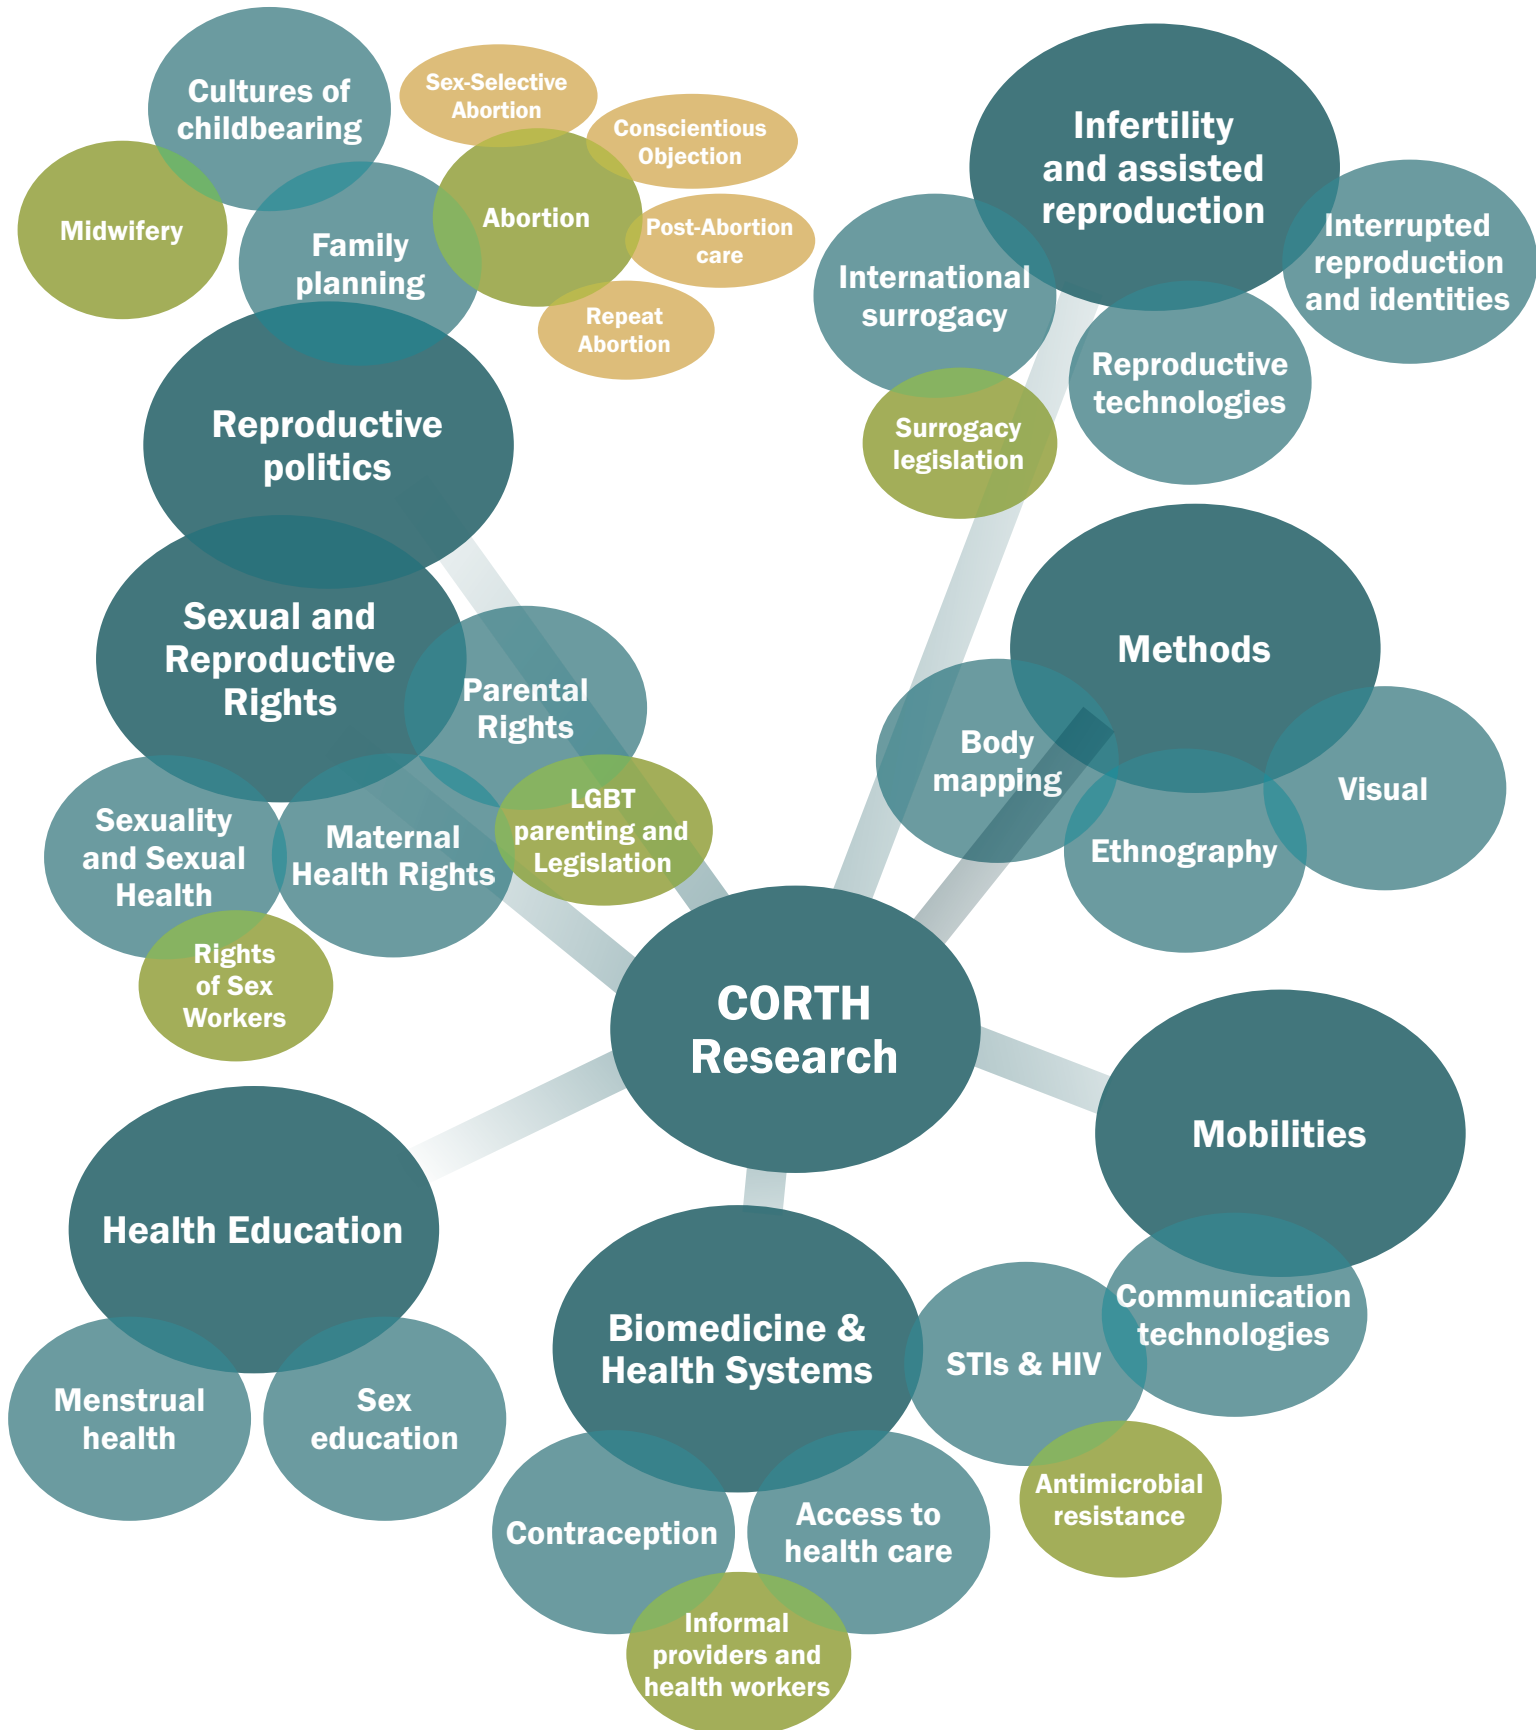 Cultures of
childbearing
Sex-Selective
Abortion
Conscientious
Objection
Midwifery
Family
planning
Abortion
Post-Abortion
care
Repeat
Abortion
Reproductive
politics
Infertility
and assisted
reproduction
International
surrogacy
Interrupted
reproduction
and identities
Reproductive
technologies
Surrogacy
legislation
Sexual and
Reproductive
Rights
Parental
Rights
LGBT
parenting and
Legislation
Sexuality
and Sexual
Health
Maternal
Health Rights
Rights
of Sex
Workers
Methods
Body
mapping
Ethnography
Visual
CORTH
Research
Mobilities
Communication
technologies
Health Education
Menstrual
health
Sex
education
Biomedicine &
Health Systems
STIs & HIV
Antimicrobial
resistance
Contraception
Access to
health care
Informal
providers and
health workers